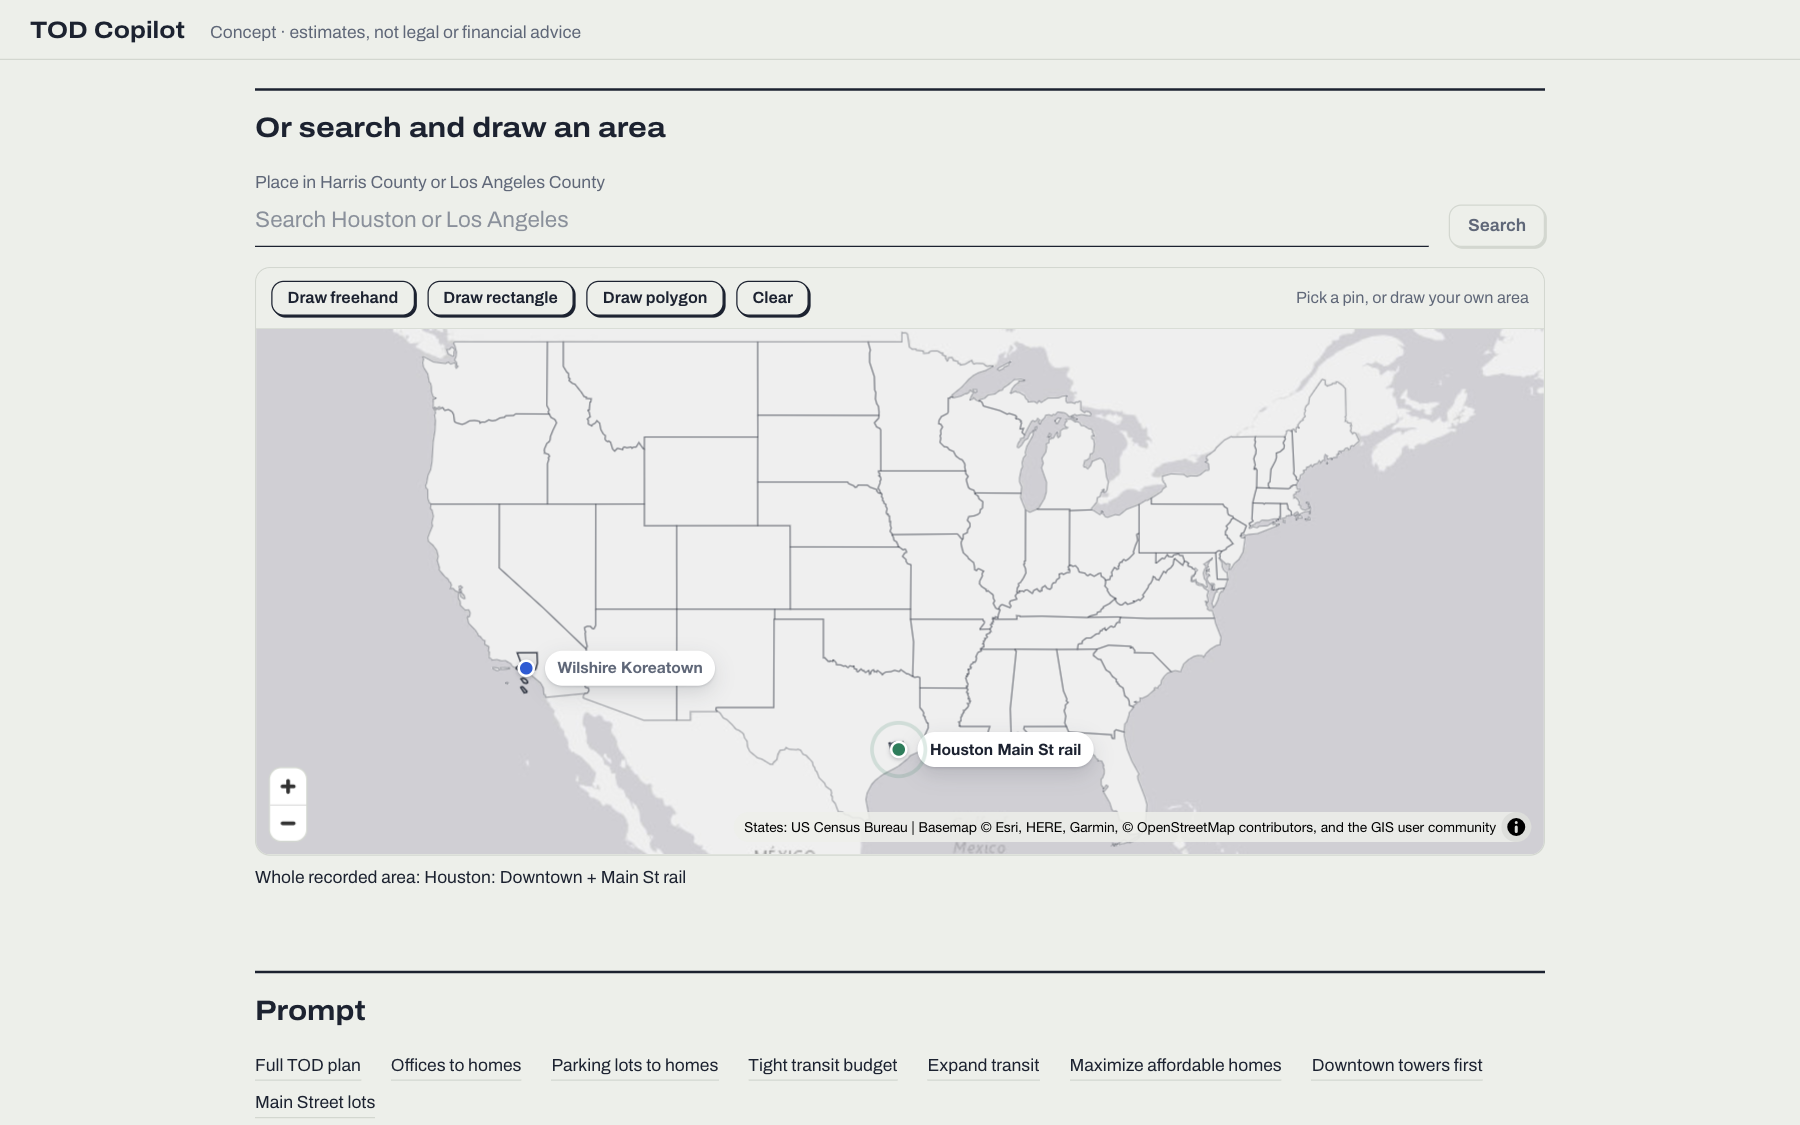 TOD Copilot
Concept · estimates, not legal or financial advice
Or search and draw an area
Place in Harris County or Los Angeles County
Search Houston or Los Angeles
Search
Draw freehand
Draw rectangle
Draw polygon
Clear
Pick a pin, or draw your own area
Wilshire Koreatown
Houston Main St rail
+
−
States: US Census Bureau | Basemap © Esri, HERE, Garmin, © OpenStreetMap contributors, and the GIS user community
MÉXICO
Mexico
Whole recorded area: Houston: Downtown + Main St rail
Prompt
Full TOD plan
Offices to homes
Parking lots to homes
Tight transit budget
Expand transit
Maximize affordable homes
Downtown towers first
Main Street lots